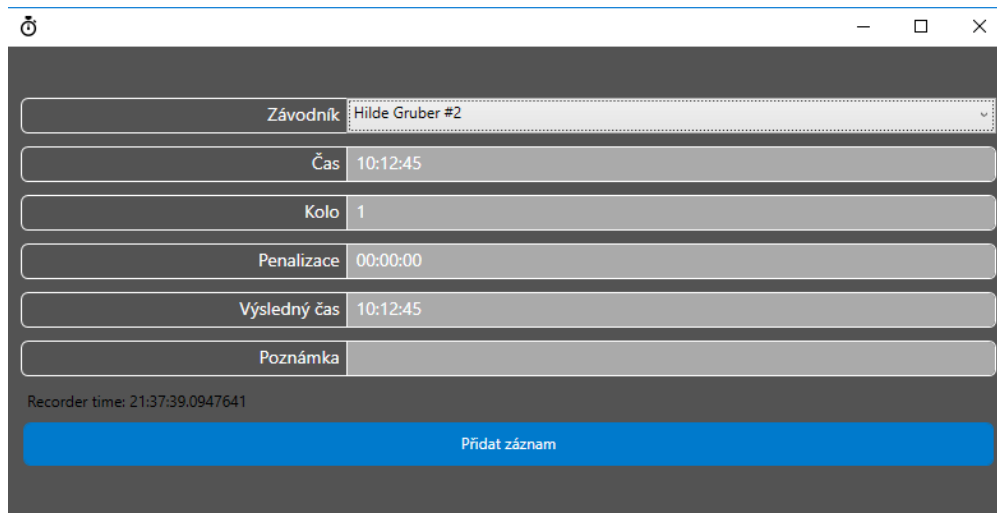 Závodník Hilde Gruber #2
Čas 10:12:45
Kolo 1
Penalizace 00:00:00
Výsledný čas 10:12:45
Poznámka
Recorder time: 21:37:39.0947641
Přidat záznam